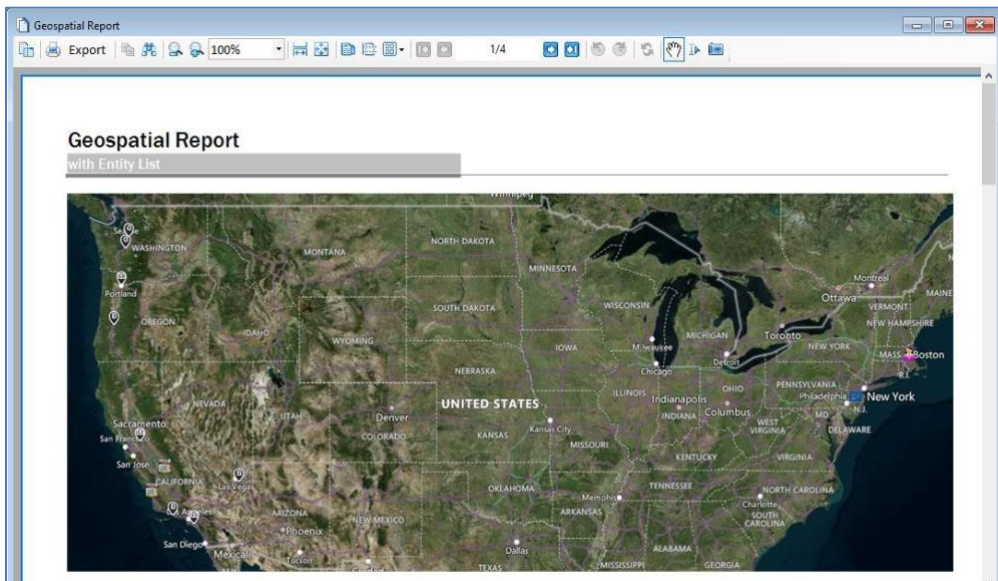 Geospatial Report
Export
100%
1/4
Geospatial Report
with Entity List
Winnipeg
WASHINGTON
MONTANA
NORTH DAKOTA
MINNESOTA
Montreal
Portland
Ottawa
MAINE
SOUTH DAKOTA
WISCONSIN
VERMONT
OREGON
IDAHO
MICHIGAN
Toronto
NEW HAMPSHIRE
WYOMING
IOWA
Milwaukee
NEW YORK
MASS
Boston
Detroit
Chicago
R.I.
NEBRASKA
PENNSYLVANIA
NEVADA
UNITED STATES
ILLINOIS
Indianapolis
OHIO
Philadelphia
New York
UTAH
Denver
INDIANA
Columbus
MD
N.J.
Sacramento
COLORADO
KANSAS
Kansas City
WEST
VIRGINIA
DELAWARE
San Francisco
MISSOURI
San Jose
KENTUCKY
VIRGINIA
CALIFORNIA
Las Vegas
OKLAHOMA
TENNESSEE
NORTH CAROLINA
Memphis
Charlotte
Angeles
ARIZONA
NEW MEXICO
ARKANSAS
SOUTH
CAROLINA
Phoenix
San Diego
Mexicali
Dallas
ALABAMA
Tucson
Ciudad
TEXAS
MISSISSIPPI
GEORGIA